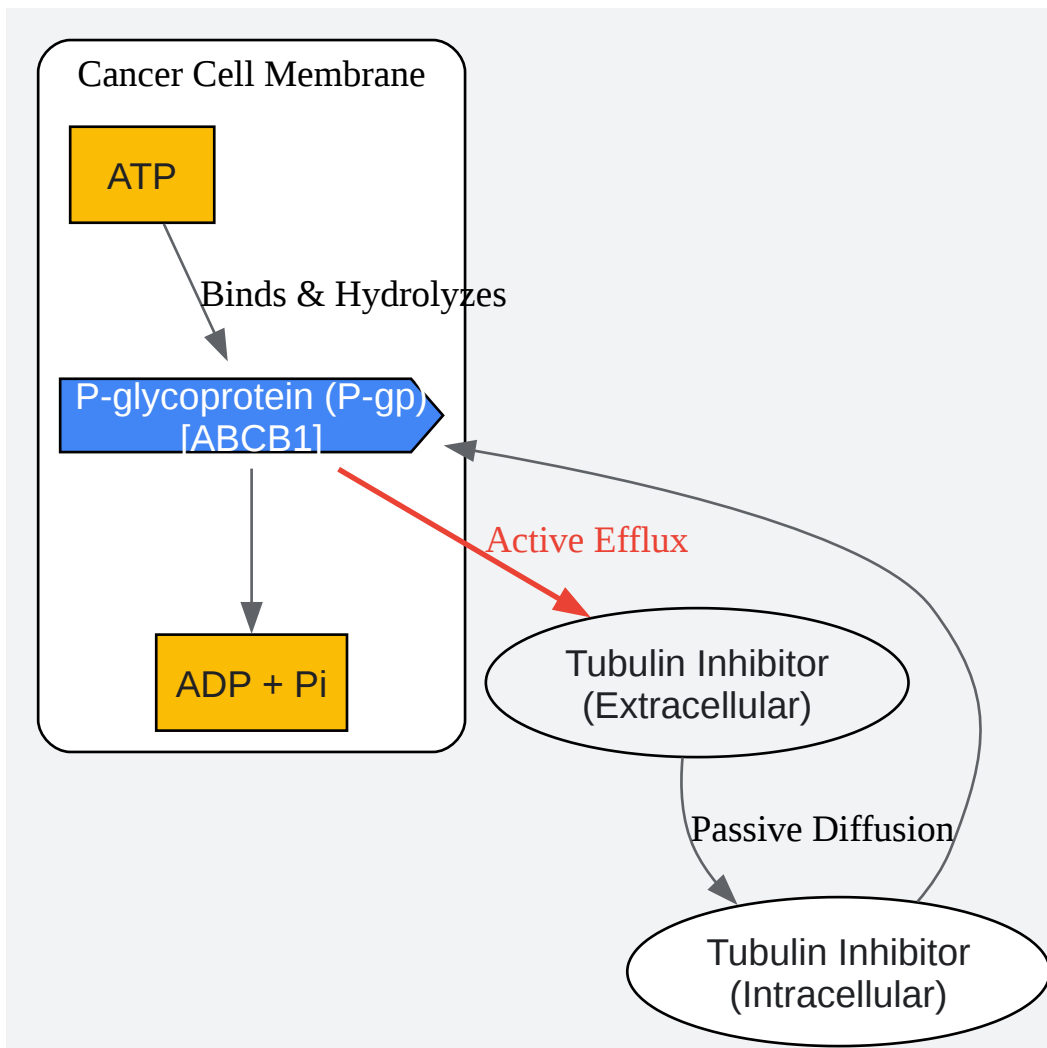 Cancer Cell Membrane
ATP
Binds & Hydrolyzes
P-glycoprotein (P-gp)
[ABCB1]
Active Efflux
Tubulin Inhibitor
(Extracellular)
ADP + Pi
Passive Diffusion
Tubulin Inhibitor
(Intracellular)